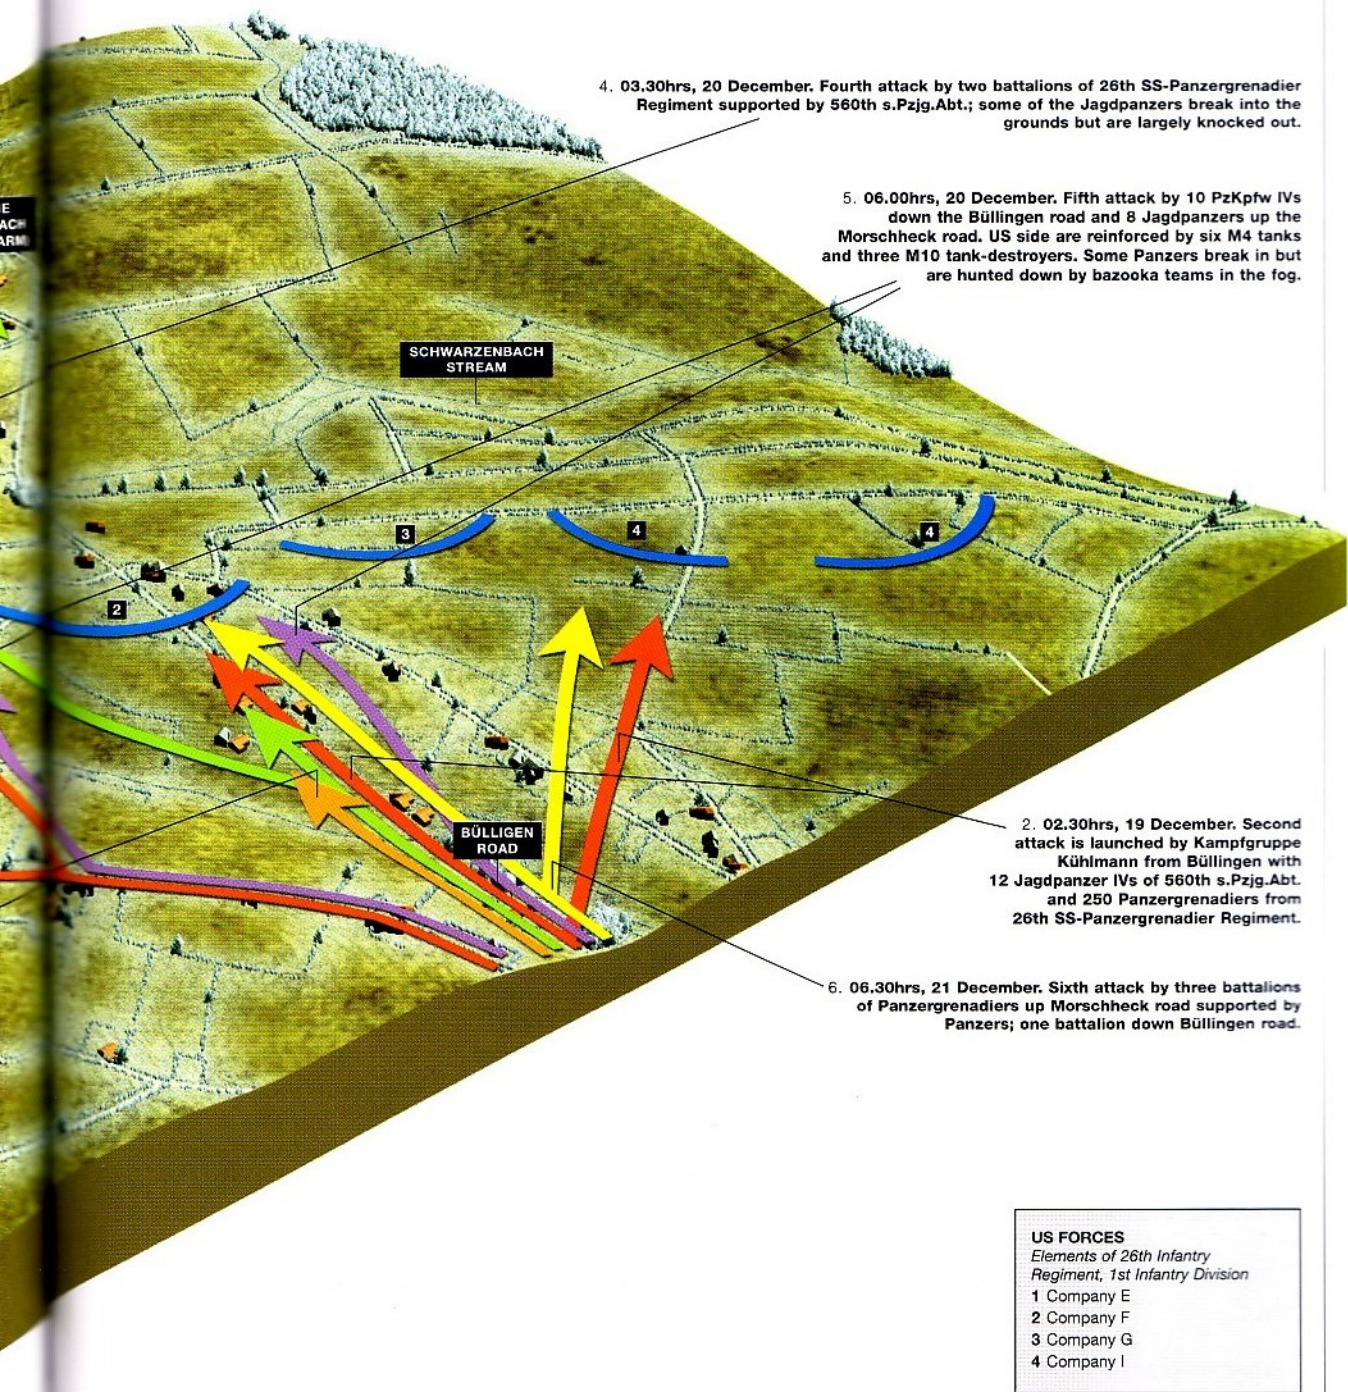 4. 03.30hrs, 20 December. Fourth attack by two battalions of 26th SS-Panzergrenadier
Regiment supported by 560th s.Pzjg.Abt.; some of the Jagdpanzers break into the
grounds but are largely knocked out.
5. 06.00hrs, 20 December. Fifth attack by 10 PzKpfw IVs
down the Büllingen road and 8 Jagdpanzers up the
Morschheck road. US side are reinforced by six M4 tanks
and three M10 tank-destroyers. Some Panzers break in but
are hunted down by bazooka teams in the fog.
SCHWARZENBACH
STREAM
3
4
4
2
BÜLLIGEN
ROAD
2. 02.30hrs, 19 December. Second
attack is launched by Kampfgruppe
Kühlmann from Büllingen with
12 Jagdpanzer IVs of 560th s.Pzjg.Abt.
and 250 Panzergrenadiers from
26th SS-Panzergrenadier Regiment.
6. 06.30hrs, 21 December. Sixth attack by three battalions
of Panzergrenadiers up Morschheck road supported by
Panzers; one battalion down Büllingen road.
US FORCES
Elements of 26th Infantry
Regiment, 1st Infantry Division
1 Company E
2 Company F
3 Company G
4 Company I